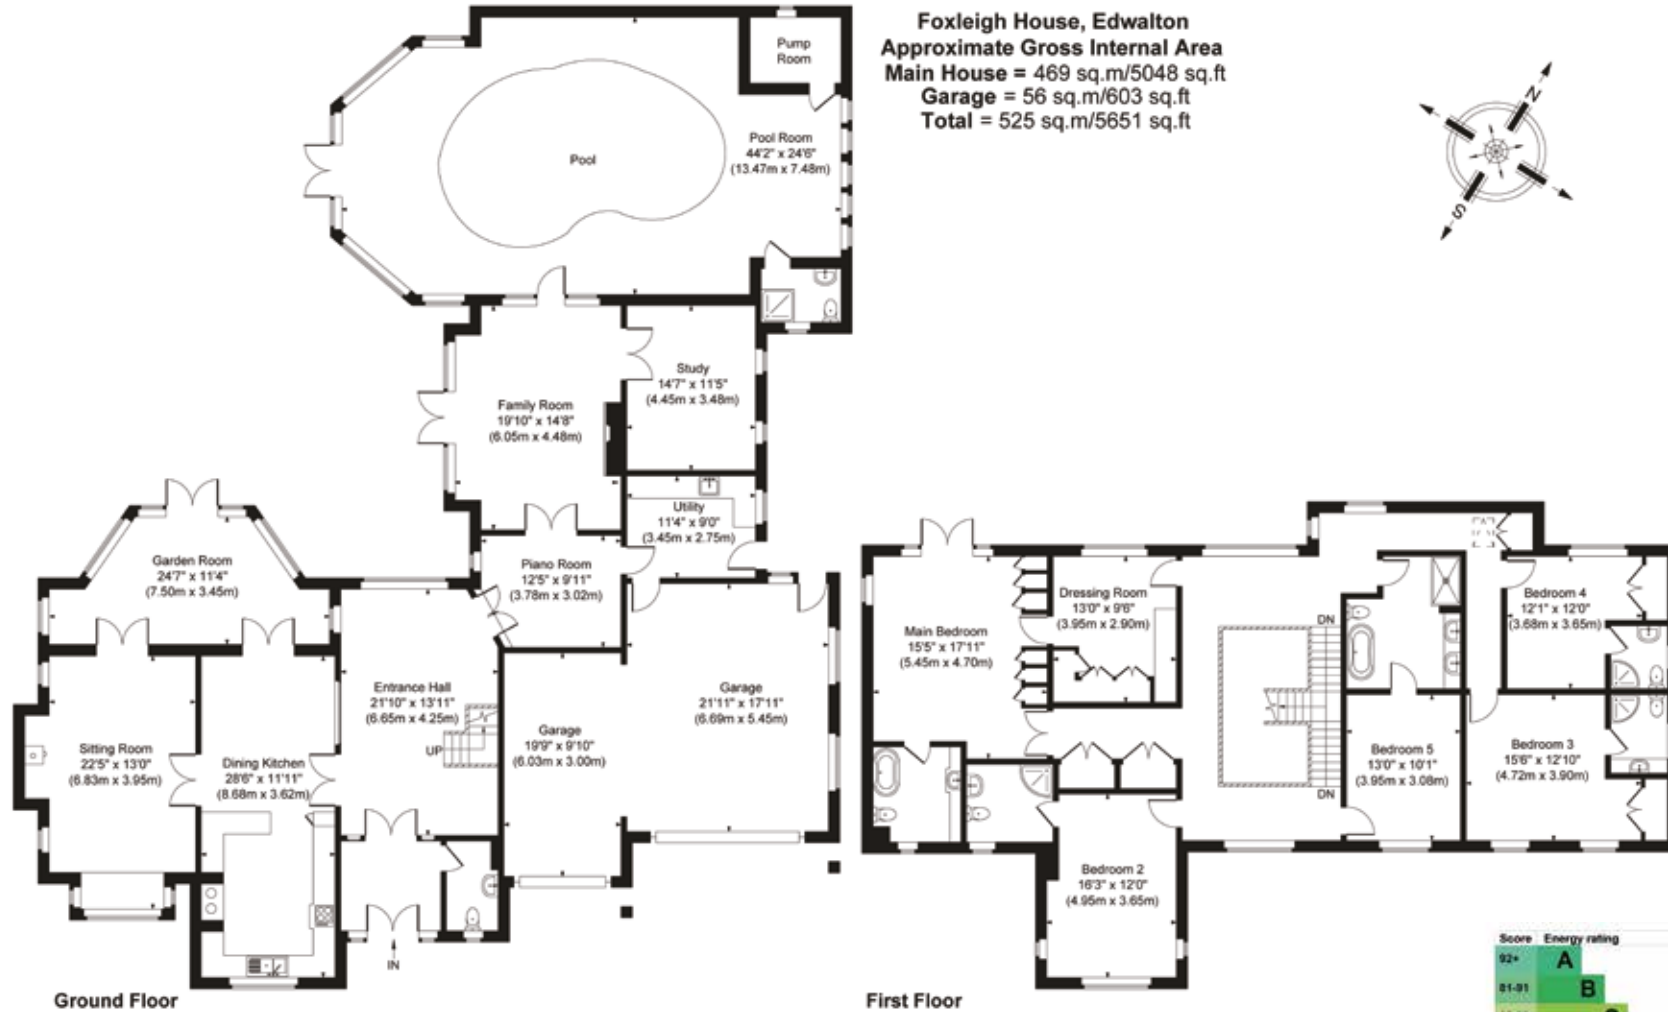 Foxleigh House, Edwalton
Approximate Gross Internal Area
Main House = 469 sq.m/5048 sq.ft
Garage = 56 sq.m/603 sq.ft
Total = 525 sq.m/5651 sq.ft
N
S
Pump
Room
Pool
Pool Room
44'2" x 24'6"
(13.47m x 7.48m)
Study
14'7" x 11'5"
(4.45m x 3.48m)
Family Room
19'10" x 14'8"
(6.05m x 4.48m)
Utility
11'4" x 9'0"
(3.45m x 2.75m)
Garden Room
24'7" x 11'4"
(7.50m x 3.45m)
Piano Room
12'5" x 9'11"
(3.78m x 3.02m)
Entrance Hall
21'10" x 13'11"
(6.65m x 4.25m)
UP
Sitting Room
22'5" x 13'0"
(6.83m x 3.95m)
Dining Kitchen
28'6" x 11'11"
(8.68m x 3.62m)
Garage
19'9" x 9'10"
(6.03m x 3.00m)
Garage
21'11" x 17'11"
(6.69m x 5.45m)
IN
Ground Floor
Main Bedroom
15'5" x 17'11"
(5.45m x 4.70m)
Dressing Room
13'0" x 9'6"
(3.95m x 2.90m)
DN
DN
Bedroom 4
12'1" x 12'0"
(3.68m x 3.65m)
Bedroom 5
13'0" x 10'1"
(3.95m x 3.08m)
Bedroom 3
15'6" x 12'10"
(4.72m x 3.90m)
Bedroom 2
16'3" x 12'0"
(4.95m x 3.65m)
First Floor
Score Energy rating
92+ A
81-91 B